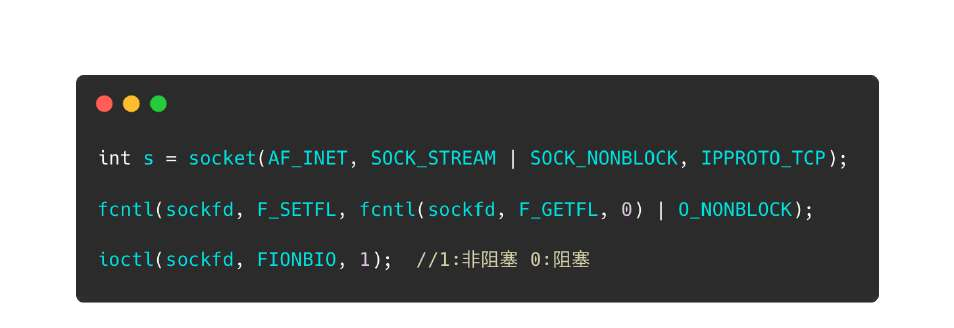 int s = socket(AF_INET, SOCK_STREAM | SOCK_NONBLOCK, IPPROTO_TCP);
fcntl(sockfd, F_SETFL, fcntl(sockfd, F_GETFL, 0) | O_NONBLOCK);
ioctl(sockfd, FIONBIO, 1);  //1:非阻塞 0:阻塞